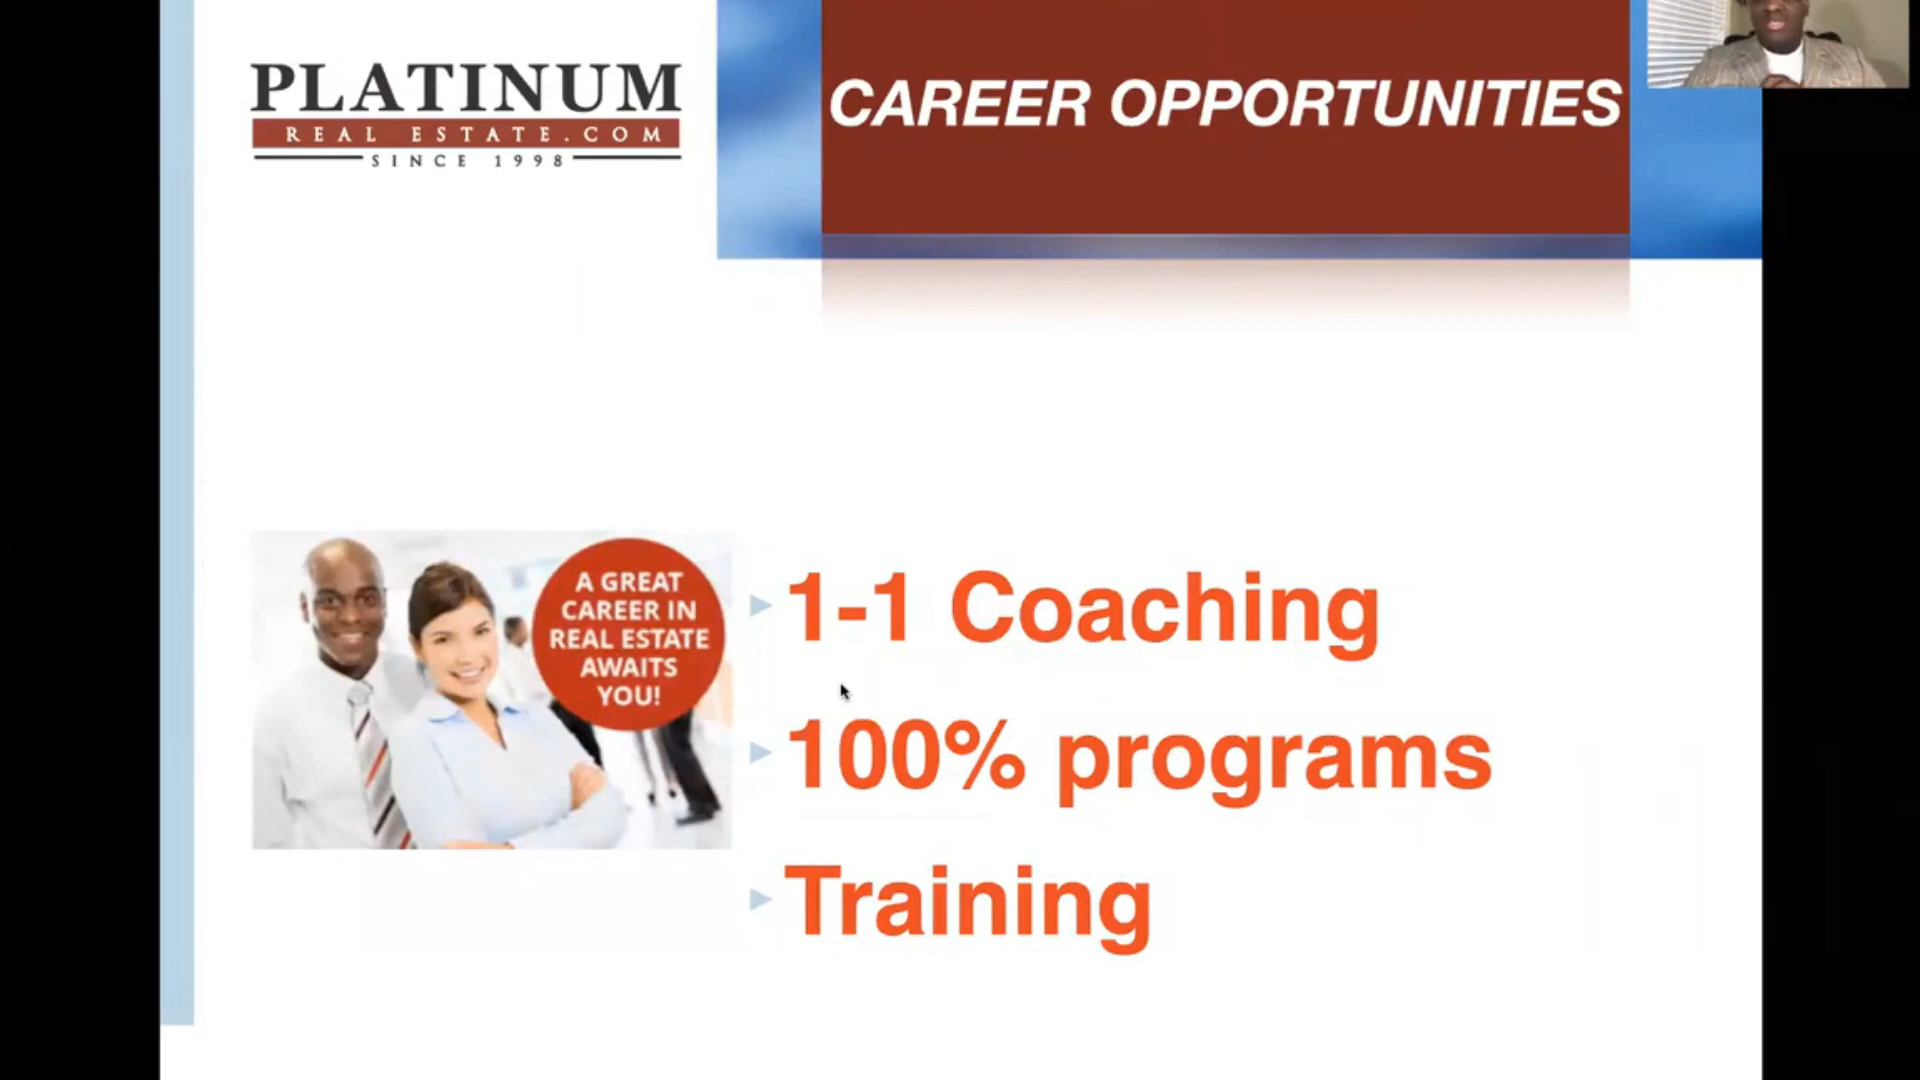 PLATINUM
REAL ESTATE.COM
SINCE 1998
CAREER OPPORTUNITIES
A GREAT
CAREER IN
REAL ESTATE
AWAITS
YOU!
1-1 Coaching
100% programs
Training